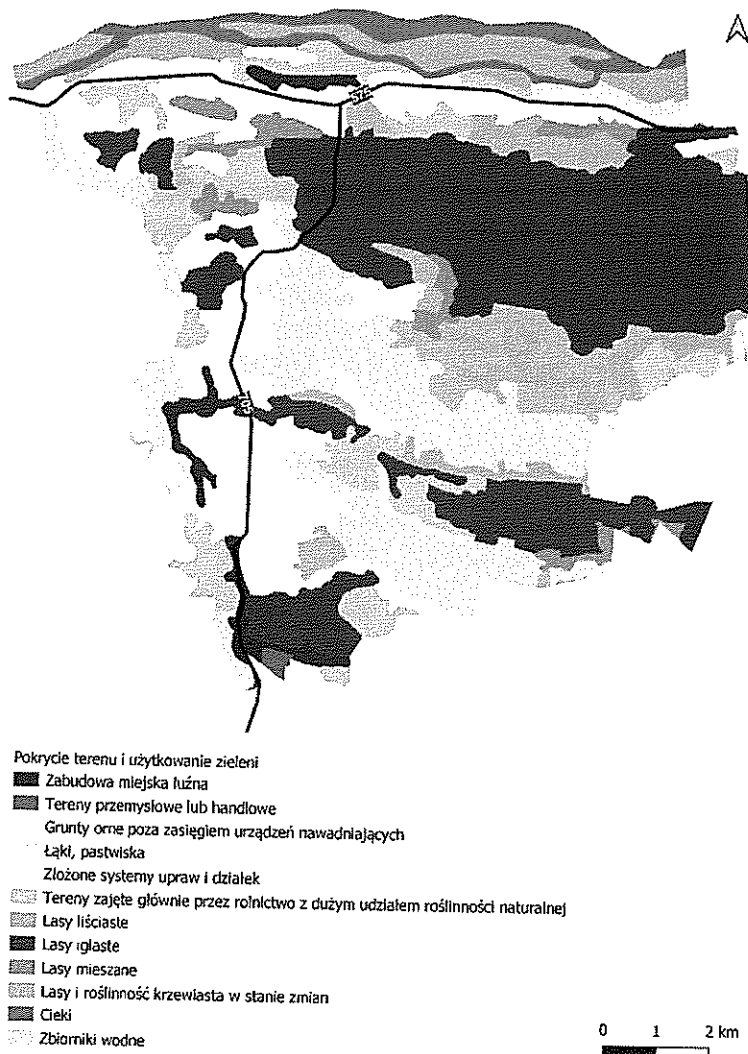 705
Pokrycie terenu i użytkowanie zieleni
Zabudowa miejska luźna
Tereny przemysłowe lub handlowe
Grunty orne poza zasięgiem urządzeń nawadniających
Łąki, pastwiska
Złożone systemy upraw i działek
Tereny zajęte głównie przez rolnictwo z dużym udziałem roślinności naturalnej
Lasy liściaste
Lasy iglaste
Lasy mieszane
Lasy i roślinność krzewiasta w stanie zmian
Cieki
Zbiorniki wodne
0 1 2 km